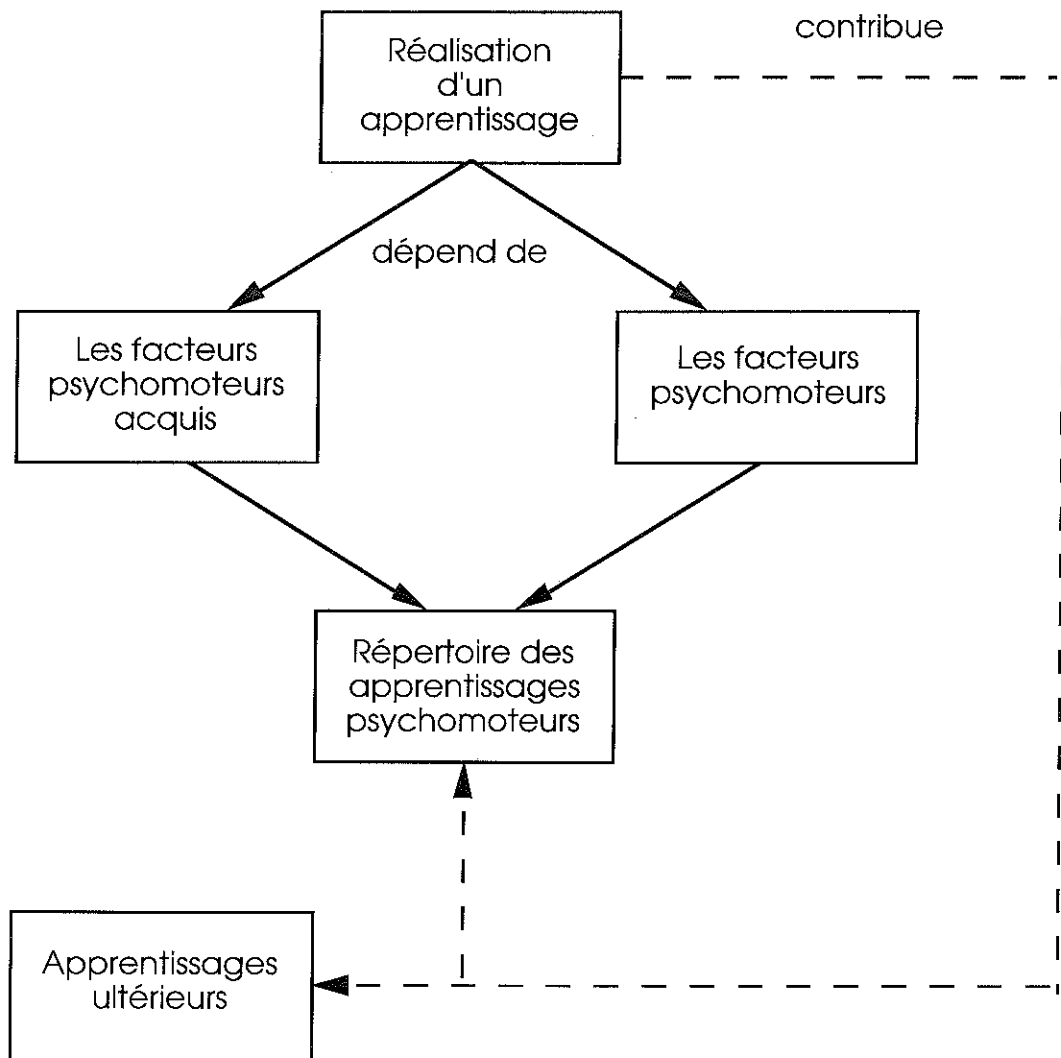 contribue
Réalisation
d'un
apprentissage
dépend de
Les facteurs
psychomoteurs
acquis
Les facteurs
psychomoteurs
Répertoire des
apprentissages
psychomoteurs
Apprentissages
ultérieurs